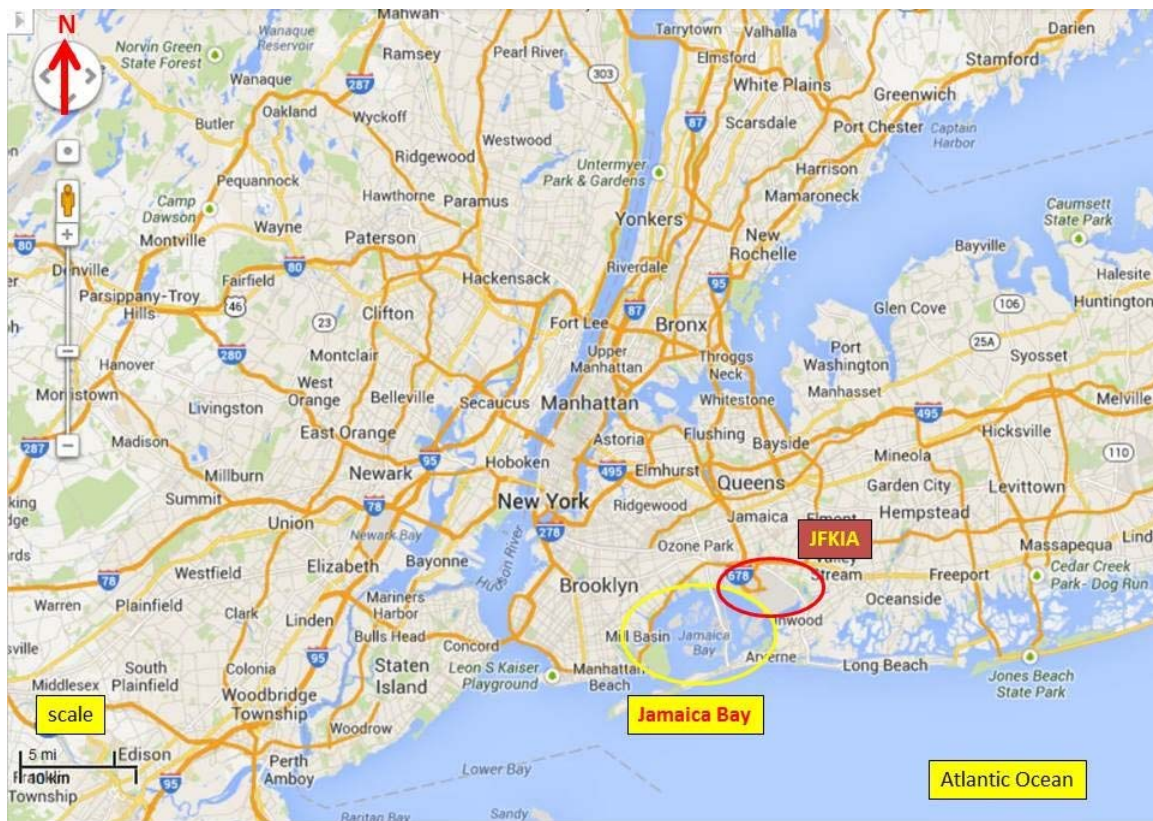 Mahwah
Tarrytown
Valhalla
Darien
N
Norvin Green
State Forest
Wanaque
Reservoir
Ramsey
Pearl River
Elmsford
Stamford
303
White Plains
287
Wanaque
Oakland
Wyckoff
Greenwich
Butler
87
Scarsdale
Port Chester
Westwood
Captain
Harbor
Ridgewood
Untermyer
Park & Gardens
Harrison
Pequannock
Hawthorne
Paramus
Mamaroneck
Camp
Dawson
Yonkers
Caumsett
State Park
Wayne
Paterson
New
Rochelle
80
Montville
Bayville
Denville
Fairfield
80
Hackensack
Riverdale
95
Halesite
Parsippany-Troy
Hills
46
Glen Cove
106
Huntington
23
Clifton
Fort Lee
87
Bronx
Port
Washington
25A
Hanover
280
Montclair
Upper
Manhattan
Throggs
Neck
Syosset
Morristown
West
Orange
Belleville
Secaucus
Manhattan
Whitestone
Manhasset
Melville
Livingston
495
287
Madison
East Orange
95
Astoria
Flushing
Bayside
Hicksville
Newark
Hoboken
495
Elmhurst
Mineola
110
Millburn
Queens
Garden City
Levittown
Summit
78
New York
Ridgewood
Union
278
Jamaica
Hempstead
Newark Bay
JFKIA
Ozone Park
Massapequa
78
Westfield
Bayonne
Hudson River
Brooklyn
678
Stream
Freeport
Cedar Creek
Park- Dog Run
Warren
Clark
Linden
Mariners
Harbor
Oceanside
Bulls Head
Concord
Mill Basin
Jamaica
Bay
95
Arverne
Long Beach
South
Plainfield
Colonia
Staten
Island
Leon S Kaiser
Playground
Manhattan
Beach
Jones Beach
State Park
Middlesex
Woodbridge
Township
scale
Woodrow
Jamaica Bay
5 mi
Edison
10 km
Perth
Amboy
Lower Bay
Atlantic Ocean
Township
95
Sandy
Raritan Bay